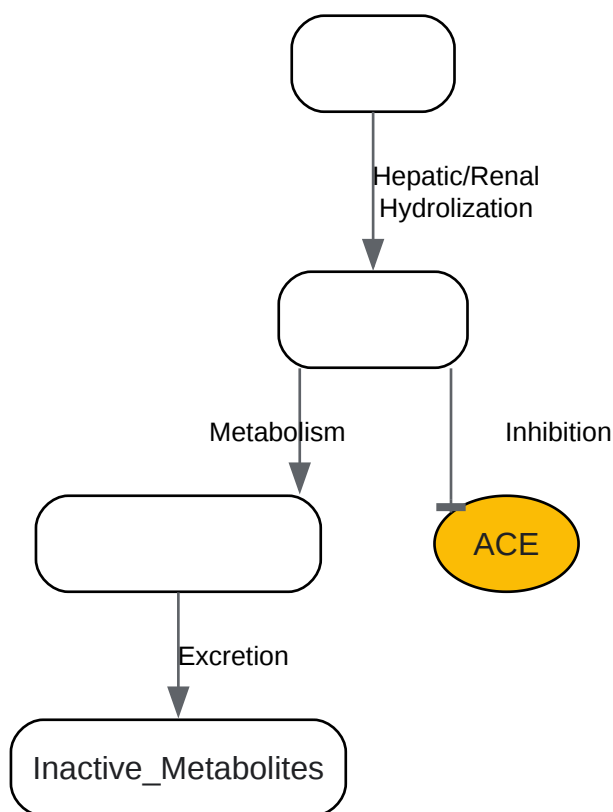 Hepatic/Renal
Hydrolization
Metabolism
Inhibition
ACE
Excretion
Inactive_Metabolites